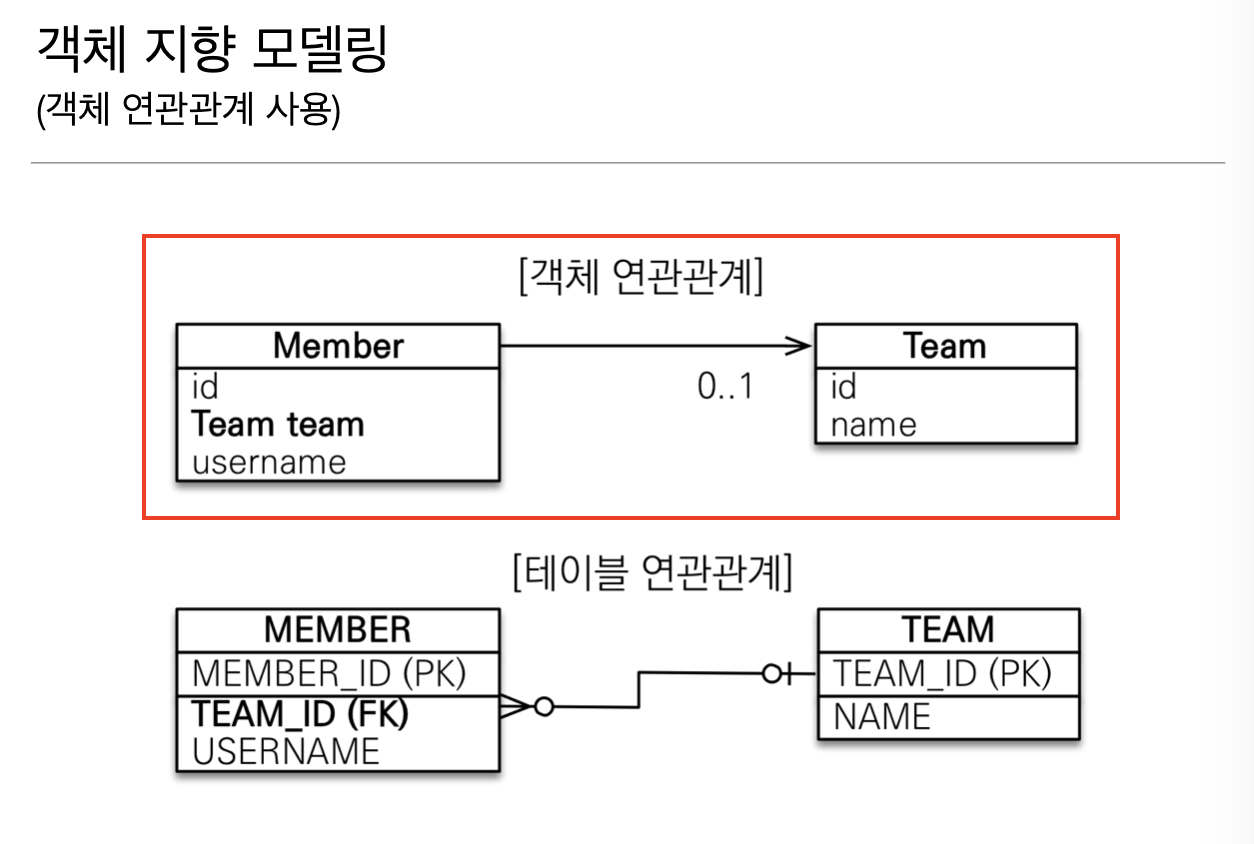 객체 지향 모델링
(객체 연관관계 사용)
[객체 연관관계]
Member
id
Team team
username
0..1
Team
id
name
[테이블 연관관계]
MEMBER
MEMBER_ID (PK)
TEAM_ID (FK)
USERNAME
TEAM
TEAM_ID (PK)
NAME